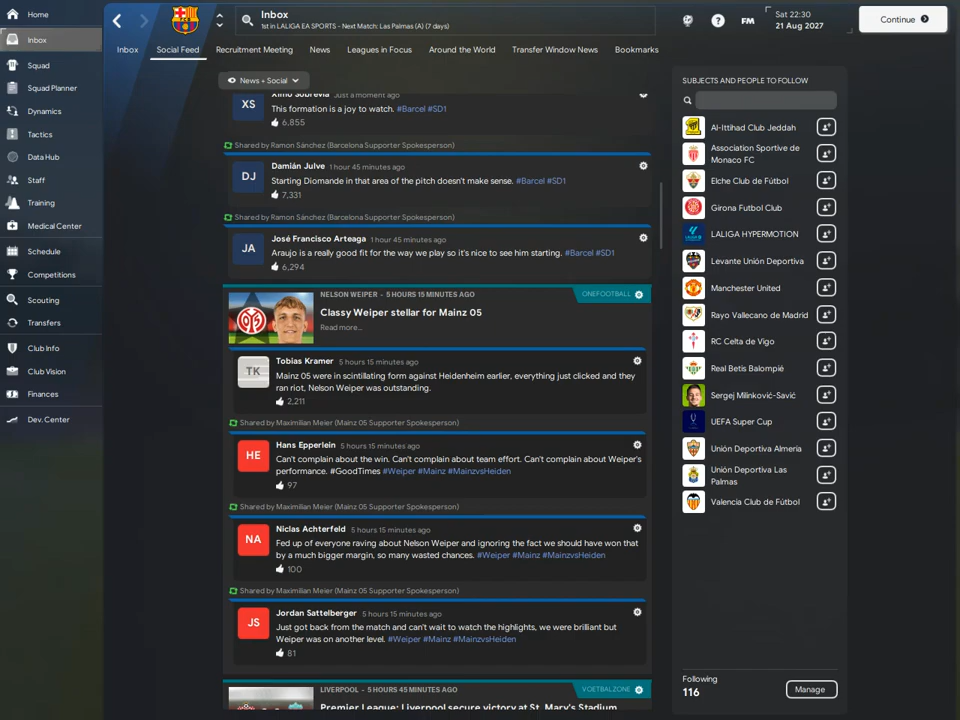 Home
Inbox
Squad
Squad Planner
Dynamics
Tactics
Data Hub
Staff
Training
Medical Center
Schedule
Competitions
Scouting
Transfers
Club Info
Club Vision
Finances
Dev. Center
Inbox
1st in LALIGA EA SPORTS - Next Match: Las Palmas (A) (7 days)
FM
Sat 22:30
21 Aug 2027
Continue
Inbox
Social Feed
Recruitment Meeting
News
Leagues in Focus
Around the World
Transfer Window News
Bookmarks
News + Social
XS
Ximo Sobrevia Just a moment ago
This formation is a joy to watch. #Barcel #SD1
6,855
Shared by Ramon Sánchez (Barcelona Supporter Spokesperson)
DJ
Damián Julve 1 hour 45 minutes ago
Starting Diomande in that area of the pitch doesn't make sense. #Barcel #SD1
7,331
Shared by Ramon Sánchez (Barcelona Supporter Spokesperson)
JA
José Francisco Arteaga 1 hour 45 minutes ago
Araujo is a really good fit for the way we play so it's nice to see him starting. #Barcel #SD1
6,294
NELSON WEIPER - 5 HOURS 15 MINUTES AGO
ONEFOOTBALL
Classy Weiper stellar for Mainz 05
Read more...
TK
Tobias Kramer 5 hours 15 minutes ago
Mainz 05 were in scintillating form against Heidenheim earlier, everything just clicked and they
ran riot, Nelson Weiper was outstanding.
2,211
Shared by Maximilian Meier (Mainz 05 Supporter Spokesperson)
HE
Hans Epperlein 5 hours 15 minutes ago
Can't complain about the win. Can't complain about team effort. Can't complain about Weiper's
performance. #GoodTimes #Weiper #Mainz #MainzvsHeiden
97
Shared by Maximilian Meier (Mainz 05 Supporter Spokesperson)
NA
Niclas Achterfeld 5 hours 15 minutes ago
Fed up of everyone raving about Nelson Weiper and ignoring the fact we should have won that
by a much bigger margin, so many wasted chances. #Weiper #Mainz #MainzvsHeiden
100
Shared by Maximilian Meier (Mainz 05 Supporter Spokesperson)
JS
Jordan Sattelberger 5 hours 15 minutes ago
Just got back from the match and can't wait to watch the highlights, we were brilliant but
Weiper was on another level. #Weiper #Mainz #MainzvsHeiden
81
LIVERPOOL - 5 HOURS 45 MINUTES AGO
VOETBALZONE
Premier League: Liverpool secure victory at St. Mary's Stadium
SUBJECTS AND PEOPLE TO FOLLOW
Al-Ittihad Club Jeddah
Association Sportive de
Monaco FC
Elche Club de Fútbol
Girona Futbol Club
LALIGA HYPERMOTION
Levante Unión Deportiva
Manchester United
Rayo Vallecano de Madrid
RC Celta de Vigo
Real Betis Balompié
Sergej Milinković-Savić
UEFA Super Cup
Unión Deportiva Almeria
Unión Deportiva Las
Palmas
Valencia Club de Fútbol
Following
116
Manage